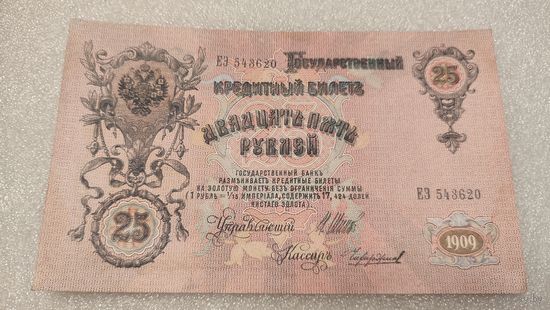 ЕЭ 543620
Государственный
25
КРЕДИТНЫЙ БИЛЕТЪ
ДВАДЦАТЬ ПЯТЬ
РУБЛЕЙ
ГОСУДАРСТВЕННЫЙ БАНКЪ
РАЗМѢНИВАЕТЪ КРЕДИТНЫЕ БИЛЕТЫ
НА ЗОЛОТУЮ МОНЕТУ БЕЗЪ ОГРАНИЧЕНІЯ СУММЫ
(1 РУБЛЬ = 1/15 ИМПЕРІАЛА, СОДЕРЖИТЪ 17, 424 ДОЛЕЙ
ЧИСТАГО ЗОЛОТА).
ЕЭ 543620
25
Управляющій
Кассиръ
1909